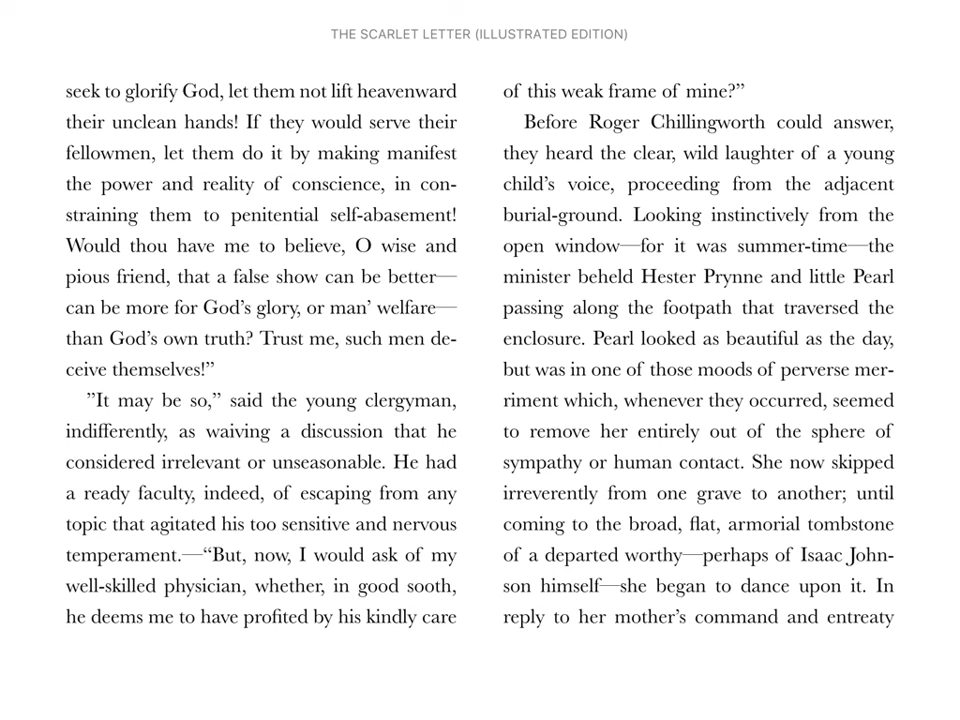 THE SCARLET LETTER (ILLUSTRATED EDITION)
seek to glorify God, let them not lift heavenward
their unclean hands! If they would serve their
fellowmen, let them do it by making manifest
the power and reality of conscience, in con-
straining them to penitential self-abasement!
Would thou have me to believe, O wise and
pious friend, that a false show can be better—
can be more for God’s glory, or man’ welfare—
than God’s own truth? Trust me, such men de-
ceive themselves!”
”It may be so,” said the young clergyman,
indifferently, as waiving a discussion that he
considered irrelevant or unseasonable. He had
a ready faculty, indeed, of escaping from any
topic that agitated his too sensitive and nervous
temperament.—“But, now, I would ask of my
well-skilled physician, whether, in good sooth,
he deems me to have profited by his kindly care
of this weak frame of mine?”
Before Roger Chillingworth could answer,
they heard the clear, wild laughter of a young
child’s voice, proceeding from the adjacent
burial-ground. Looking instinctively from the
open window—for it was summer-time—the
minister beheld Hester Prynne and little Pearl
passing along the footpath that traversed the
enclosure. Pearl looked as beautiful as the day,
but was in one of those moods of perverse mer-
riment which, whenever they occurred, seemed
to remove her entirely out of the sphere of
sympathy or human contact. She now skipped
irreverently from one grave to another; until
coming to the broad, flat, armorial tombstone
of a departed worthy—perhaps of Isaac John-
son himself—she began to dance upon it. In
reply to her mother’s command and entreaty